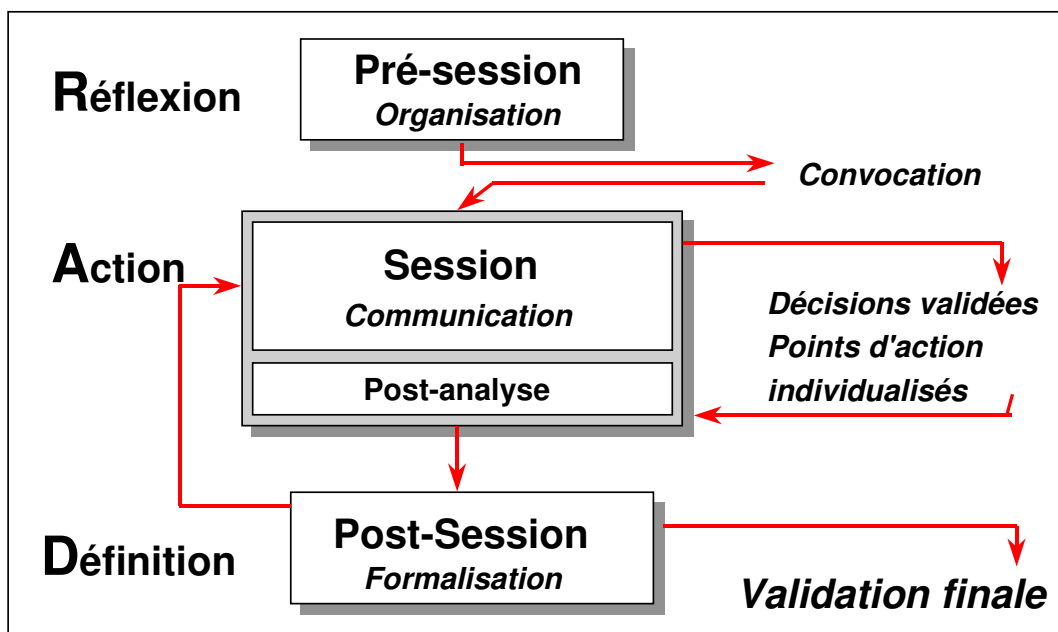 Réflexion
Pré-session
Organisation
Convocation
Action
Session
Communication
Post-analyse
Décisions validées
Points d'action
individualisés
Définition
Post-Session
Formalisation
Validation finale